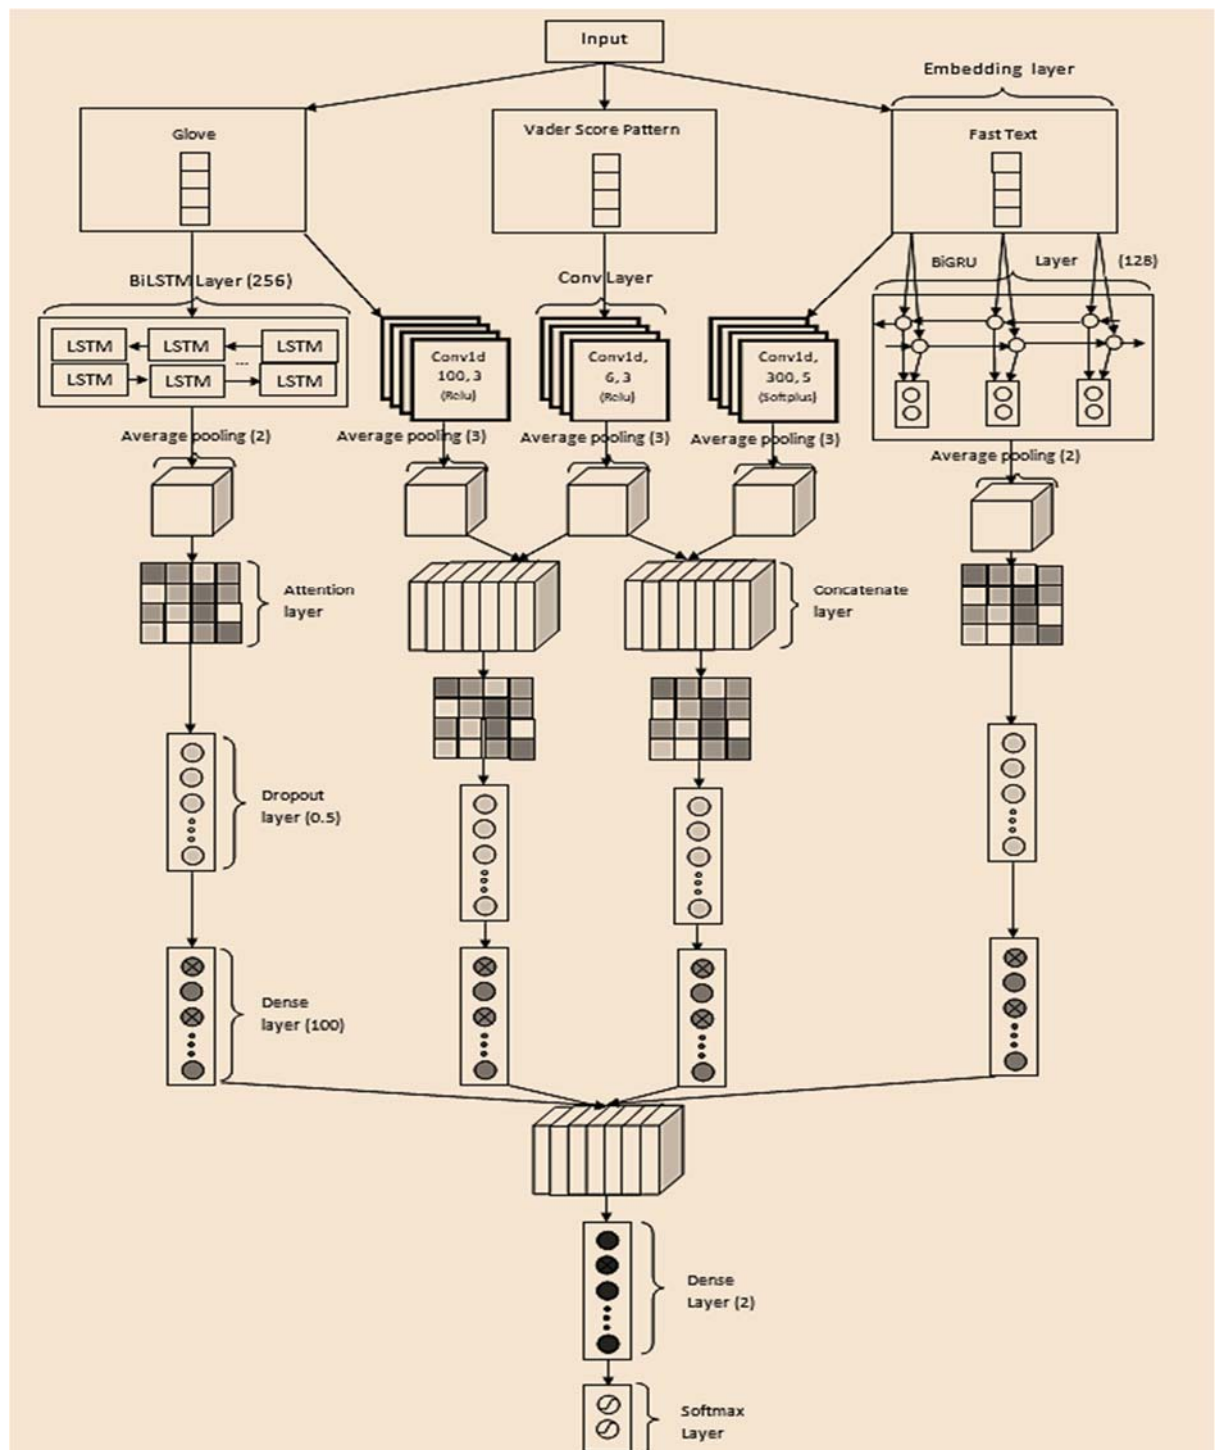 Input
Embedding layer
Glove
Vader Score Pattern
Fast Text
BiLSTM Layer (256)
Conv Layer
BiGRU Layer (128)
LSTM LSTM LSTM
...
LSTM LSTM LSTM
Conv1d
100, 3
(Relu)
Conv1d,
6, 3
(Relu)
Conv1d,
300, 5
(Softplus)
Average pooling (2)
Average pooling (3)
Average pooling (3)
Average pooling (3)
Average pooling (2)
Attention
layer
Concatenate
layer
Dropout
layer (0.5)
Dense
layer (100)
Dense
Layer (2)
Softmax
Layer